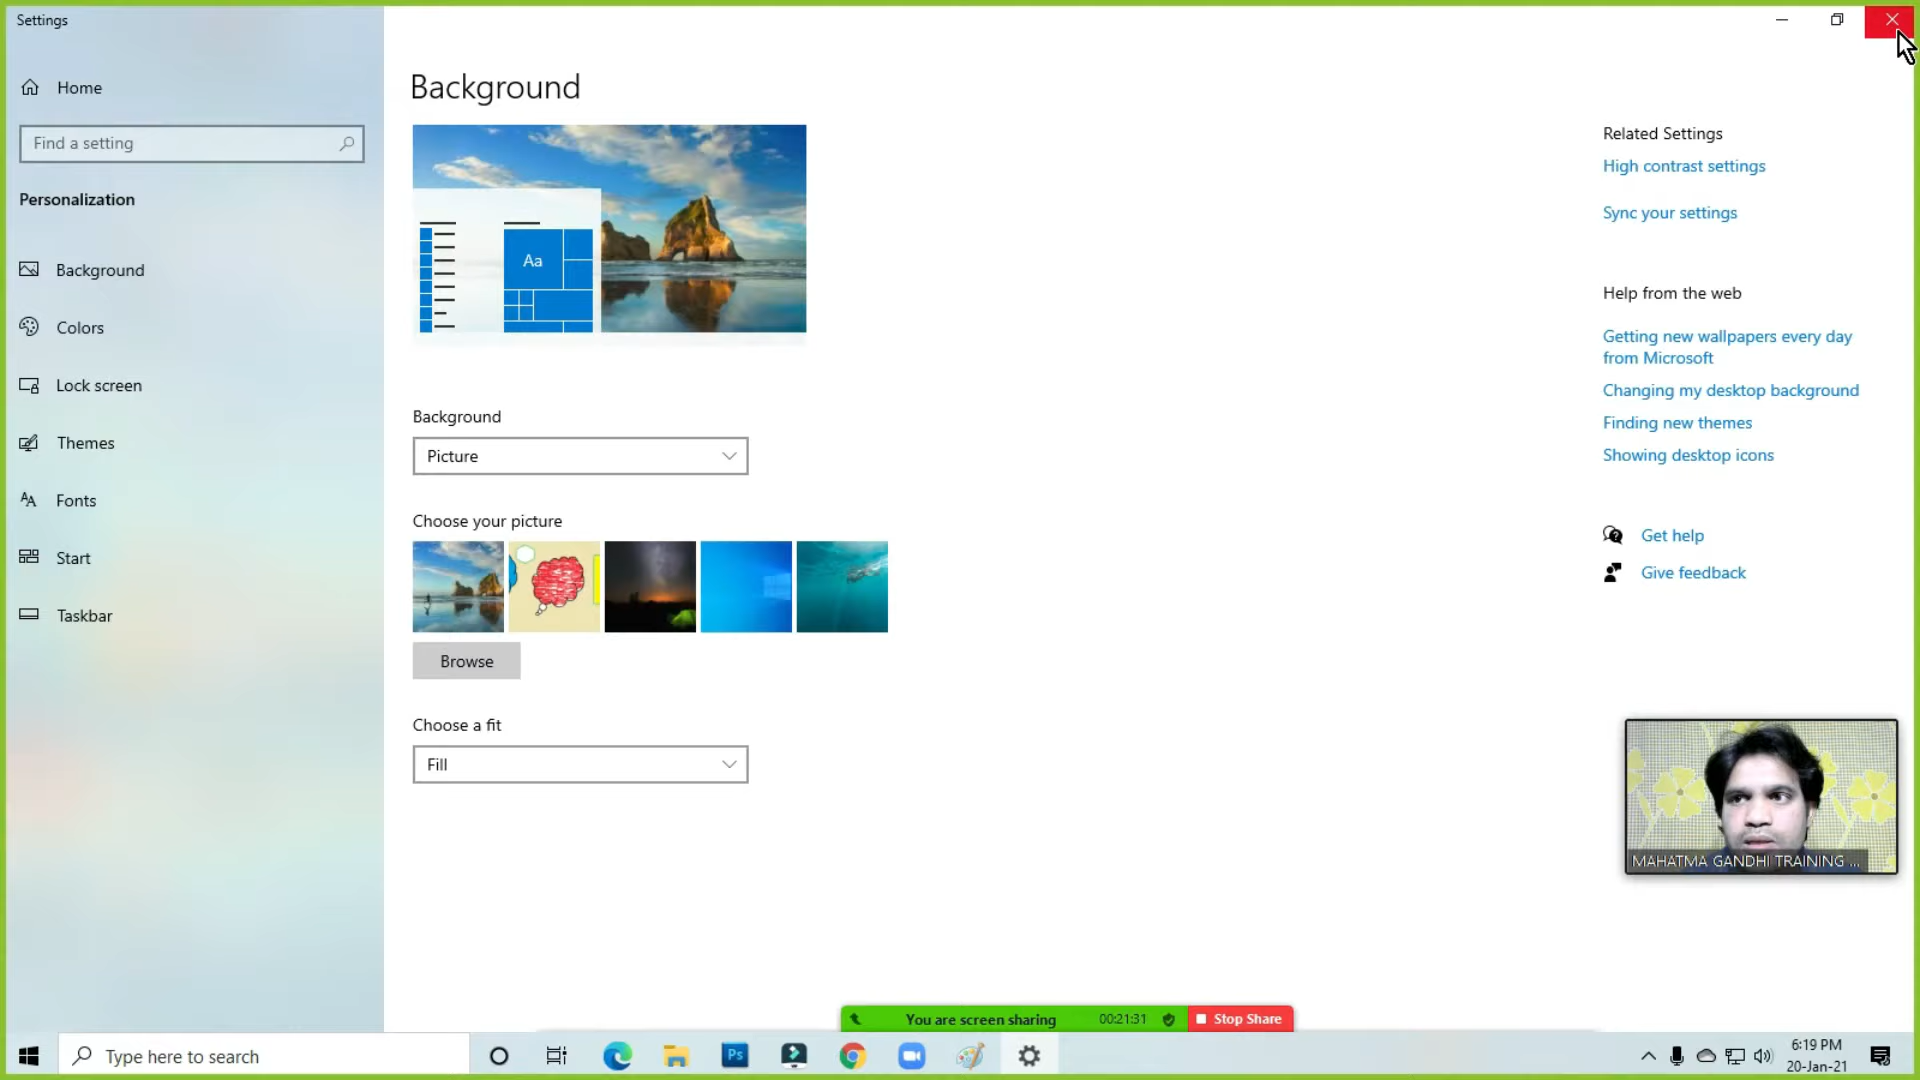 Settings
Home
Find a setting
Personalization
Background
Colors
Lock screen
Themes
Fonts
Start
Taskbar
Background
Aa
Background
Picture
Choose your picture
Browse
Choose a fit
Fill
Related Settings
High contrast settings
Sync your settings
Help from the web
Getting new wallpapers every day
from Microsoft
Changing my desktop background
Finding new themes
Showing desktop icons
Get help
Give feedback
MAHATMA GANDHI TRAINING ...
You are screen sharing 00:21:31 Stop Share
Type here to search
Ps
6:19 PM
20-Jan-21